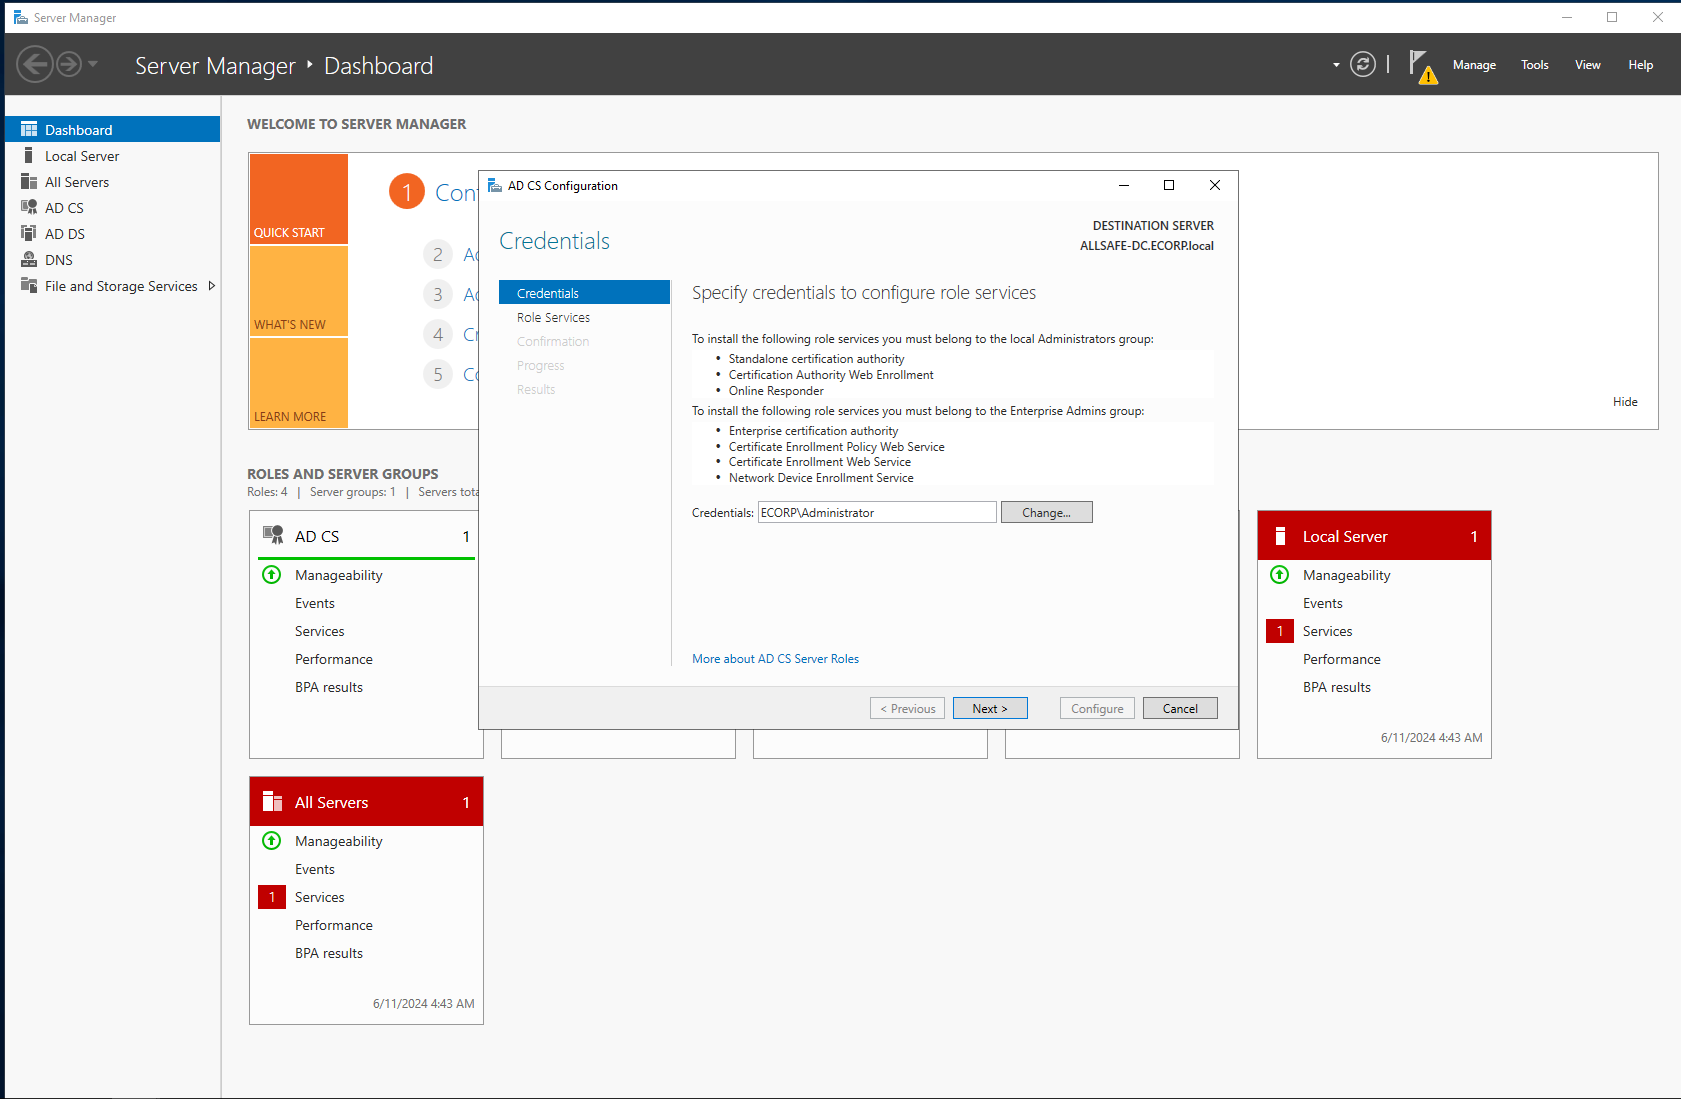 Server Manager
Server Manager ‣ Dashboard
Manage Tools View Help
Dashboard
Local Server
All Servers
AD CS
AD DS
DNS
File and Storage Services
WELCOME TO SERVER MANAGER
QUICK START
WHAT'S NEW
LEARN MORE
1
2
3
4
5
Hide
ROLES AND SERVER GROUPS
Roles: 4 | Server groups: 1 | Servers
AD CS 1
Manageability
Events
Services
Performance
BPA results
Local Server 1
Manageability
Events
1 Services
Performance
BPA results
6/11/2024 4:43 AM
All Servers 1
Manageability
Events
1 Services
Performance
BPA results
6/11/2024 4:43 AM
AD CS Configuration
Credentials
DESTINATION SERVER
ALLSAFE-DC.ECORP.local
Credentials
Role Services
Confirmation
Progress
Results
Specify credentials to configure role services
To install the following role services you must belong to the local Administrators group:
• Standalone certification authority
• Certification Authority Web Enrollment
• Online Responder
To install the following role services you must belong to the Enterprise Admins group:
• Enterprise certification authority
• Certificate Enrollment Policy Web Service
• Certificate Enrollment Web Service
• Network Device Enrollment Service
Credentials: ECORP\Administrator Change...
More about AD CS Server Roles
< Previous Next > Configure Cancel